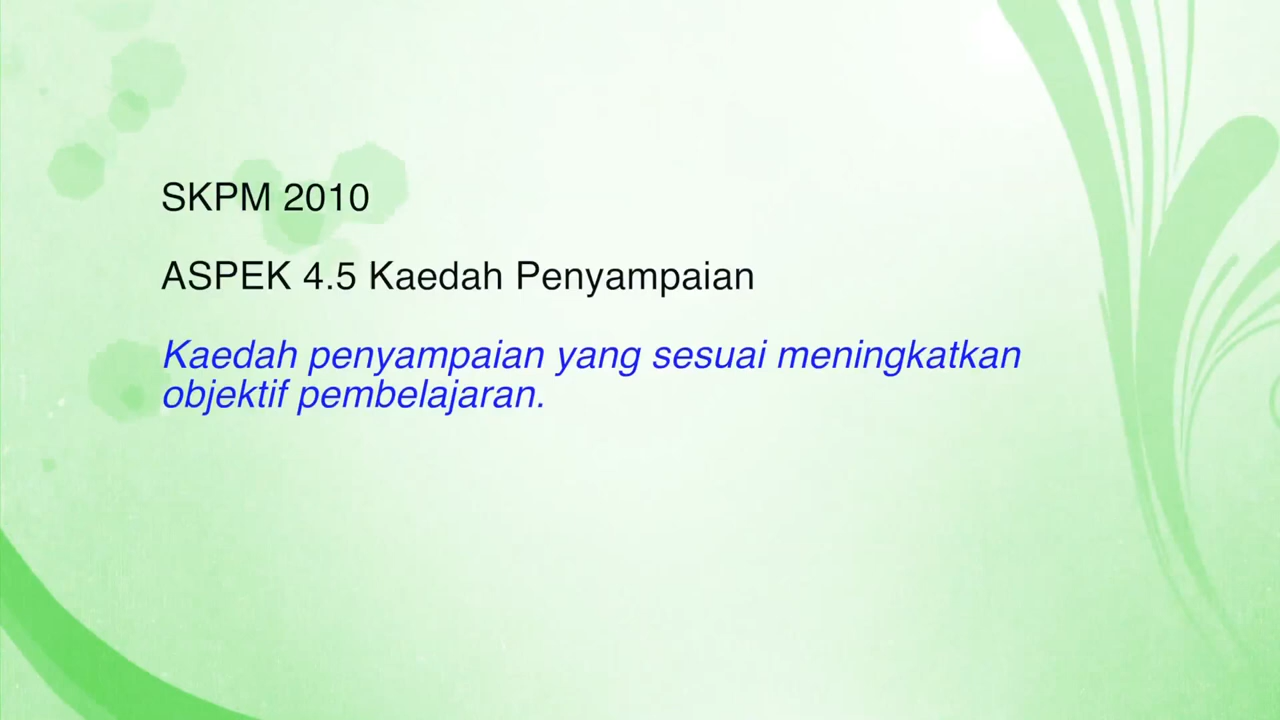 SKPM 2010
ASPEK 4.5 Kaedah Penyampaian
Kaedah penyampaian yang sesuai meningkatkan
objektif pembelajaran.